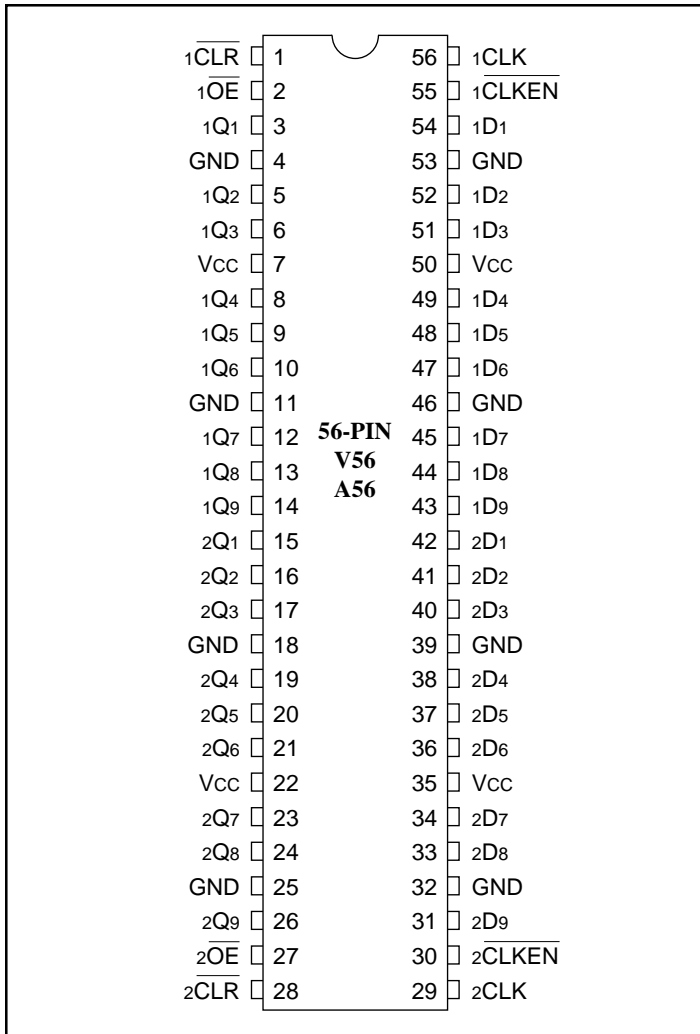 1CLR 1 56 1CLK
1OE 2 55 1CLKEN
1Q1 3 54 1D1
GND 4 53 GND
1Q2 5 52 1D2
1Q3 6 51 1D3
VCC 7 50 VCC
1Q4 8 49 1D4
1Q5 9 48 1D5
1Q6 10 47 1D6
GND 11 46 GND
1Q7 12 56-PIN 45 1D7
V56
1Q8 13 44 1D8
A56
1Q9 14 43 1D9
2Q1 15 42 2D1
2Q2 16 41 2D2
2Q3 17 40 2D3
GND 18 39 GND
2Q4 19 38 2D4
2Q5 20 37 2D5
2Q6 21 36 2D6
VCC 22 35 VCC
2Q7 23 34 2D7
2Q8 24 33 2D8
GND 25 32 GND
2Q9 26 31 2D9
2OE 27 30 2CLKEN
2CLR 28 29 2CLK